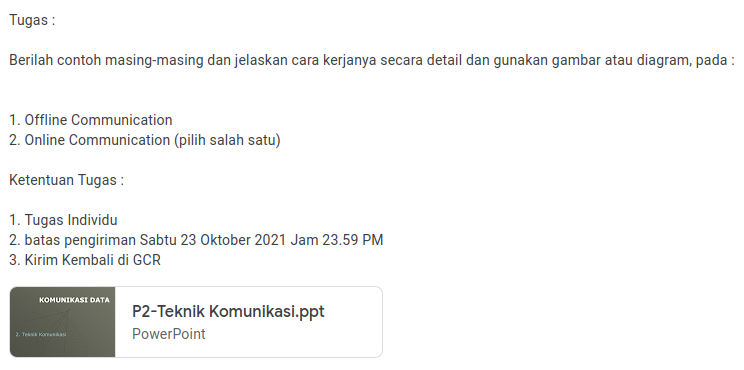 Tugas :
Berilah contoh masing-masing dan jelaskan cara kerjanya secara detail dan gunakan gambar atau diagram, pada :
1. Offline Communication
2. Online Communication (pilih salah satu)
Ketentuan Tugas :
1. Tugas Individu
2. batas pengiriman Sabtu 23 Oktober 2021 Jam 23.59 PM
3. Kirim Kembali di GCR
KOMUNIKASI DATA
2. Teknik Komunikasi
P2-Teknik Komunikasi.ppt
PowerPoint